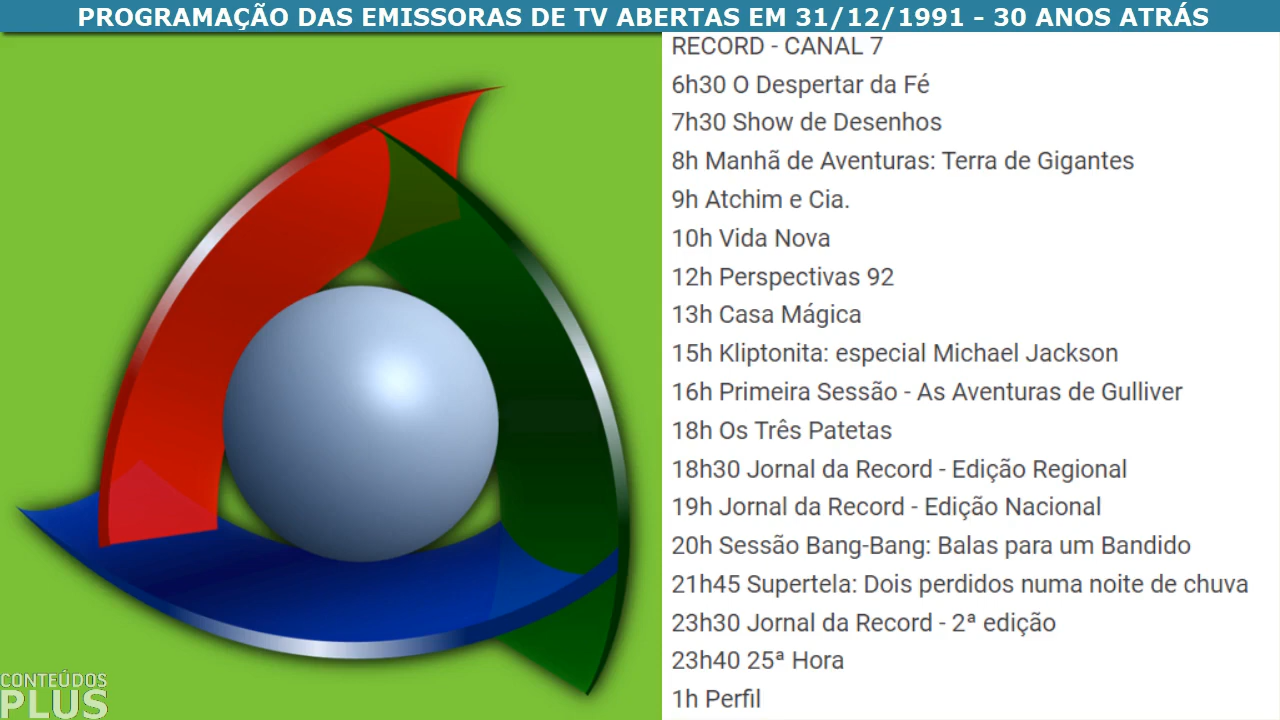 PROGRAMAÇÃO DAS EMISSORAS DE TV ABERTAS EM 31/12/1991 - 30 ANOS ATRÁS
RECORD - CANAL 7
6h30 O Despertar da Fé
7h30 Show de Desenhos
8h Manhã de Aventuras: Terra de Gigantes
9h Atchim e Cia.
10h Vida Nova
12h Perspectivas 92
13h Casa Mágica
15h Kliptonita: especial Michael Jackson
16h Primeira Sessão - As Aventuras de Gulliver
18h Os Três Patetas
18h30 Jornal da Record - Edição Regional
19h Jornal da Record - Edição Nacional
20h Sessão Bang-Bang: Balas para um Bandido
21h45 Supertela: Dois perdidos numa noite de chuva
23h30 Jornal da Record - 2ª edição
23h40 25ª Hora
1h Perfil
CONTEÚDOS
PLUS